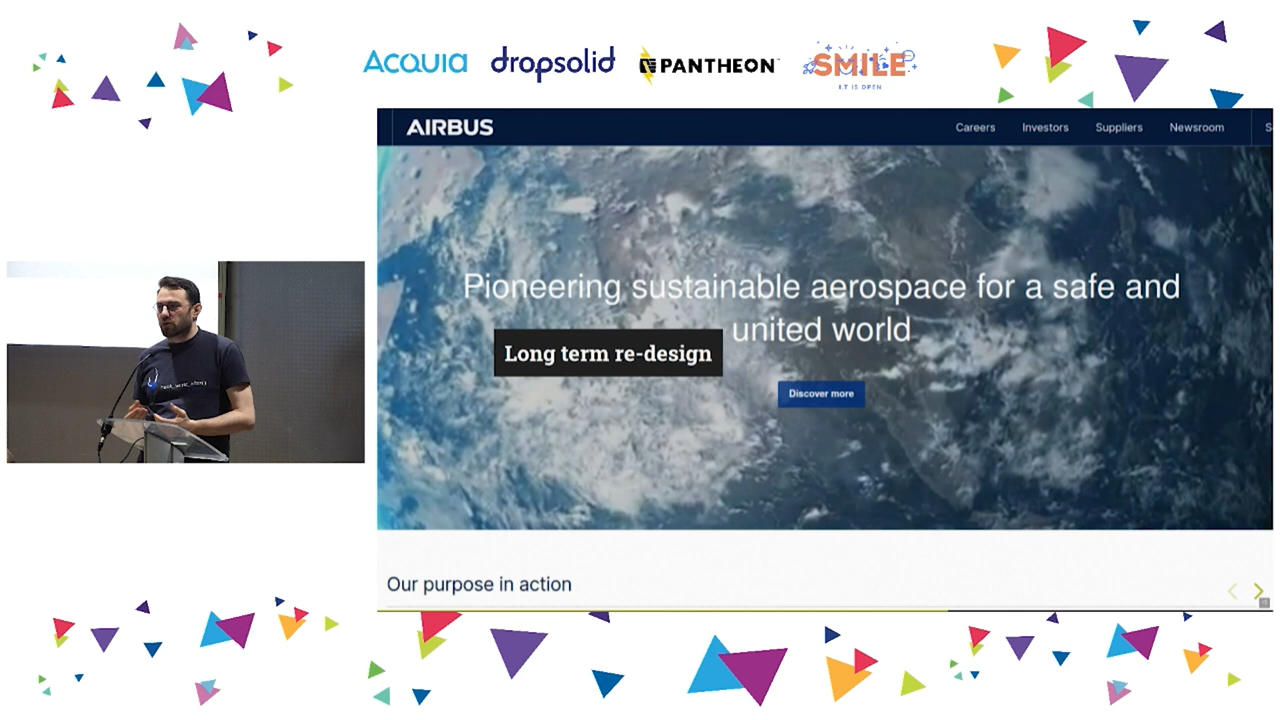 ACQUIA dropsolid PANTHEON SMILE
I.T IS OPEN
AIRBUS
Careers Investors Suppliers Newsroom S
Pioneering sustainable aerospace for a safe and
united world
Long term re-design
Discover more
Our purpose in action